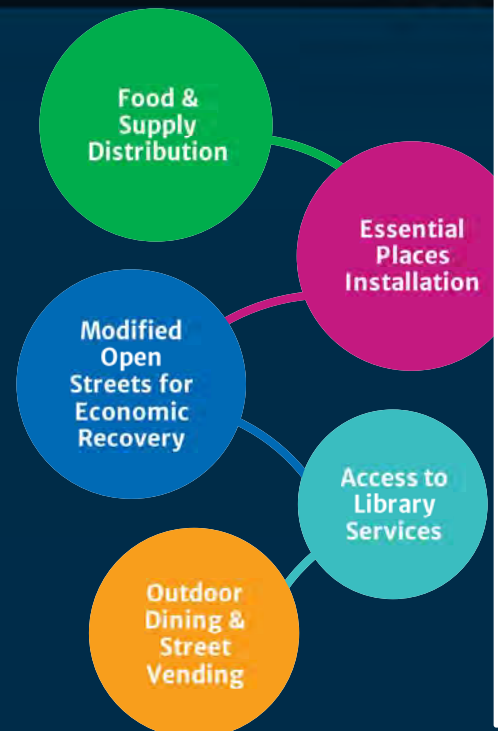 Food &
Supply
Distribution
Essential
Places
Installation
Modified
Open
Streets for
Economic
Recovery
Access to
Library
Services
Outdoor
Dining &
Street
Vending